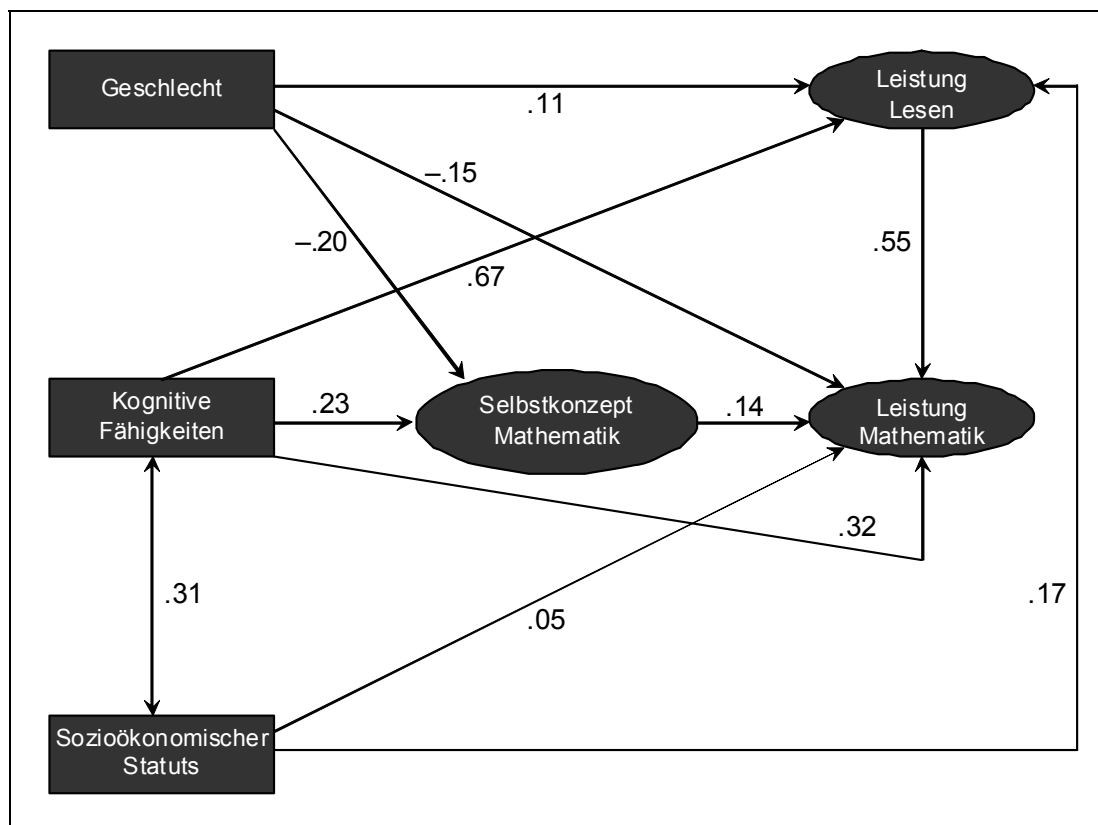 Geschlecht
Leistung
Lesen
.11
–.15
–.20
.67
.55
Kognitive
Fähigkeiten
.23
Selbstkonzept
Mathematik
.14
Leistung
Mathematik
.32
.31
.05
.17
Sozioökonomischer
Statuts